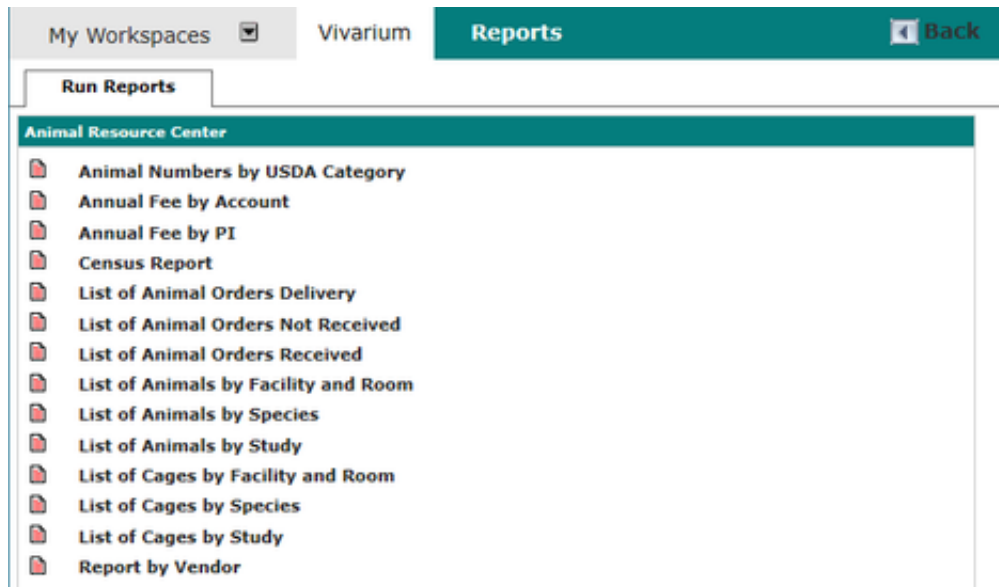 My Workspaces Vivarium Reports Back
Run Reports
Animal Resource Center
Animal Numbers by USDA Category
Annual Fee by Account
Annual Fee by PI
Census Report
List of Animal Orders Delivery
List of Animal Orders Not Received
List of Animal Orders Received
List of Animals by Facility and Room
List of Animals by Species
List of Animals by Study
List of Cages by Facility and Room
List of Cages by Species
List of Cages by Study
Report by Vendor